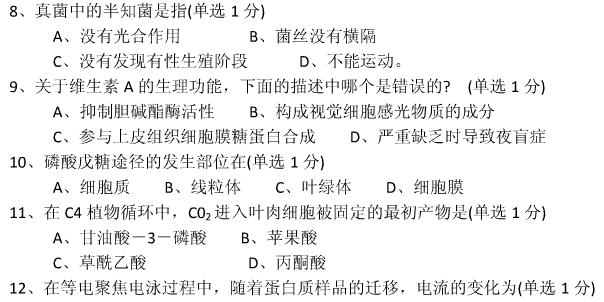 8、真菌中的半知菌是指(单选 1 分)
A、没有光合作用 B、菌丝没有横隔
C、没有发现有性生殖阶段 D、不能运动。
9、关于维生素 A 的生理功能，下面的描述中哪个是错误的? (单选 1 分)
A、抑制胆碱酯酶活性 B、构成视觉细胞感光物质的成分
C、参与上皮组织细胞膜糖蛋白合成 D、严重缺乏时导致夜盲症
10、磷酸戊糖途径的发生部位在(单选 1 分)
A、细胞质 B、线粒体 C、叶绿体 D、细胞膜
11、在 C4 植物循环中，CO₂ 进入叶肉细胞被固定的最初产物是(单选 1 分)
A、甘油酸－3－磷酸 B、苹果酸
C、草酰乙酸 D、丙酮酸
12、在等电聚焦电泳过程中，随着蛋白质样品的迁移，电流的变化为(单选 1 分)